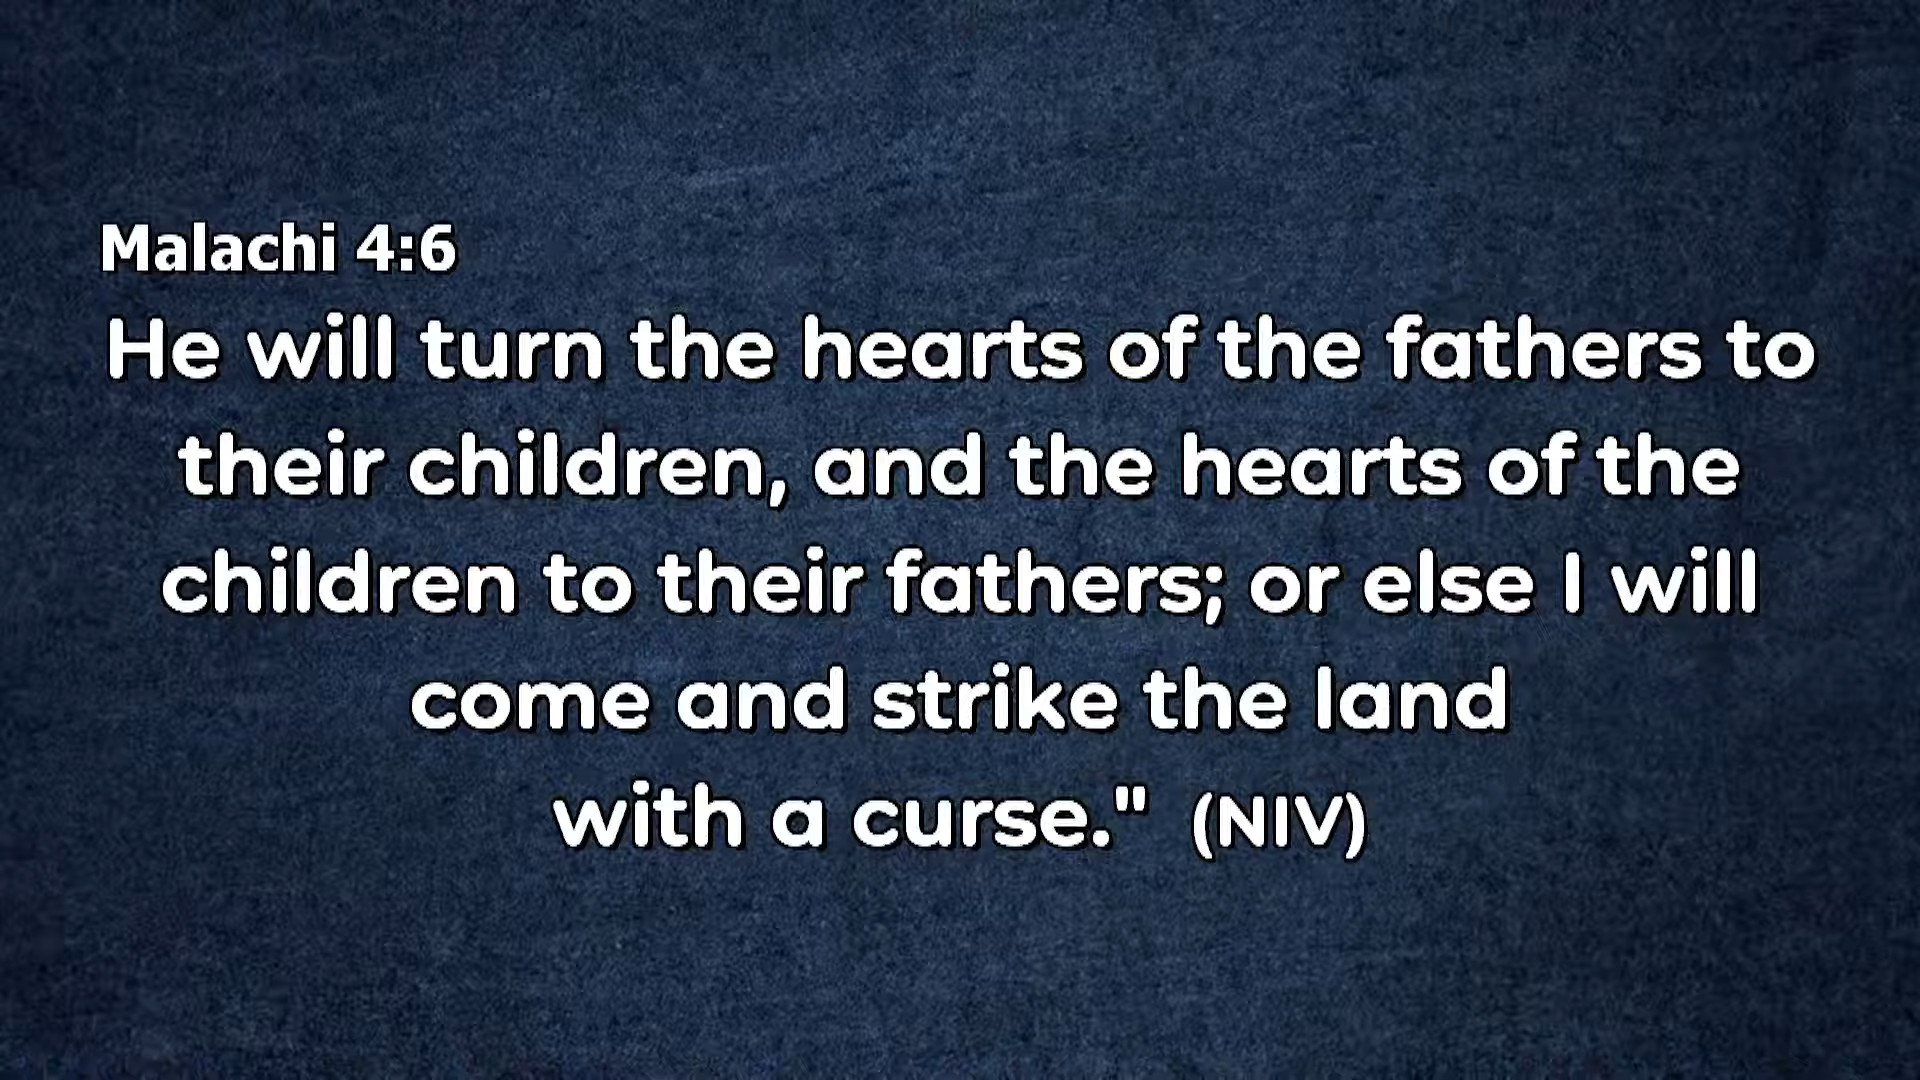 Malachi 4:6
He will turn the hearts of the fathers to
their children, and the hearts of the
children to their fathers; or else I will
come and strike the land
with a curse." (NIV)